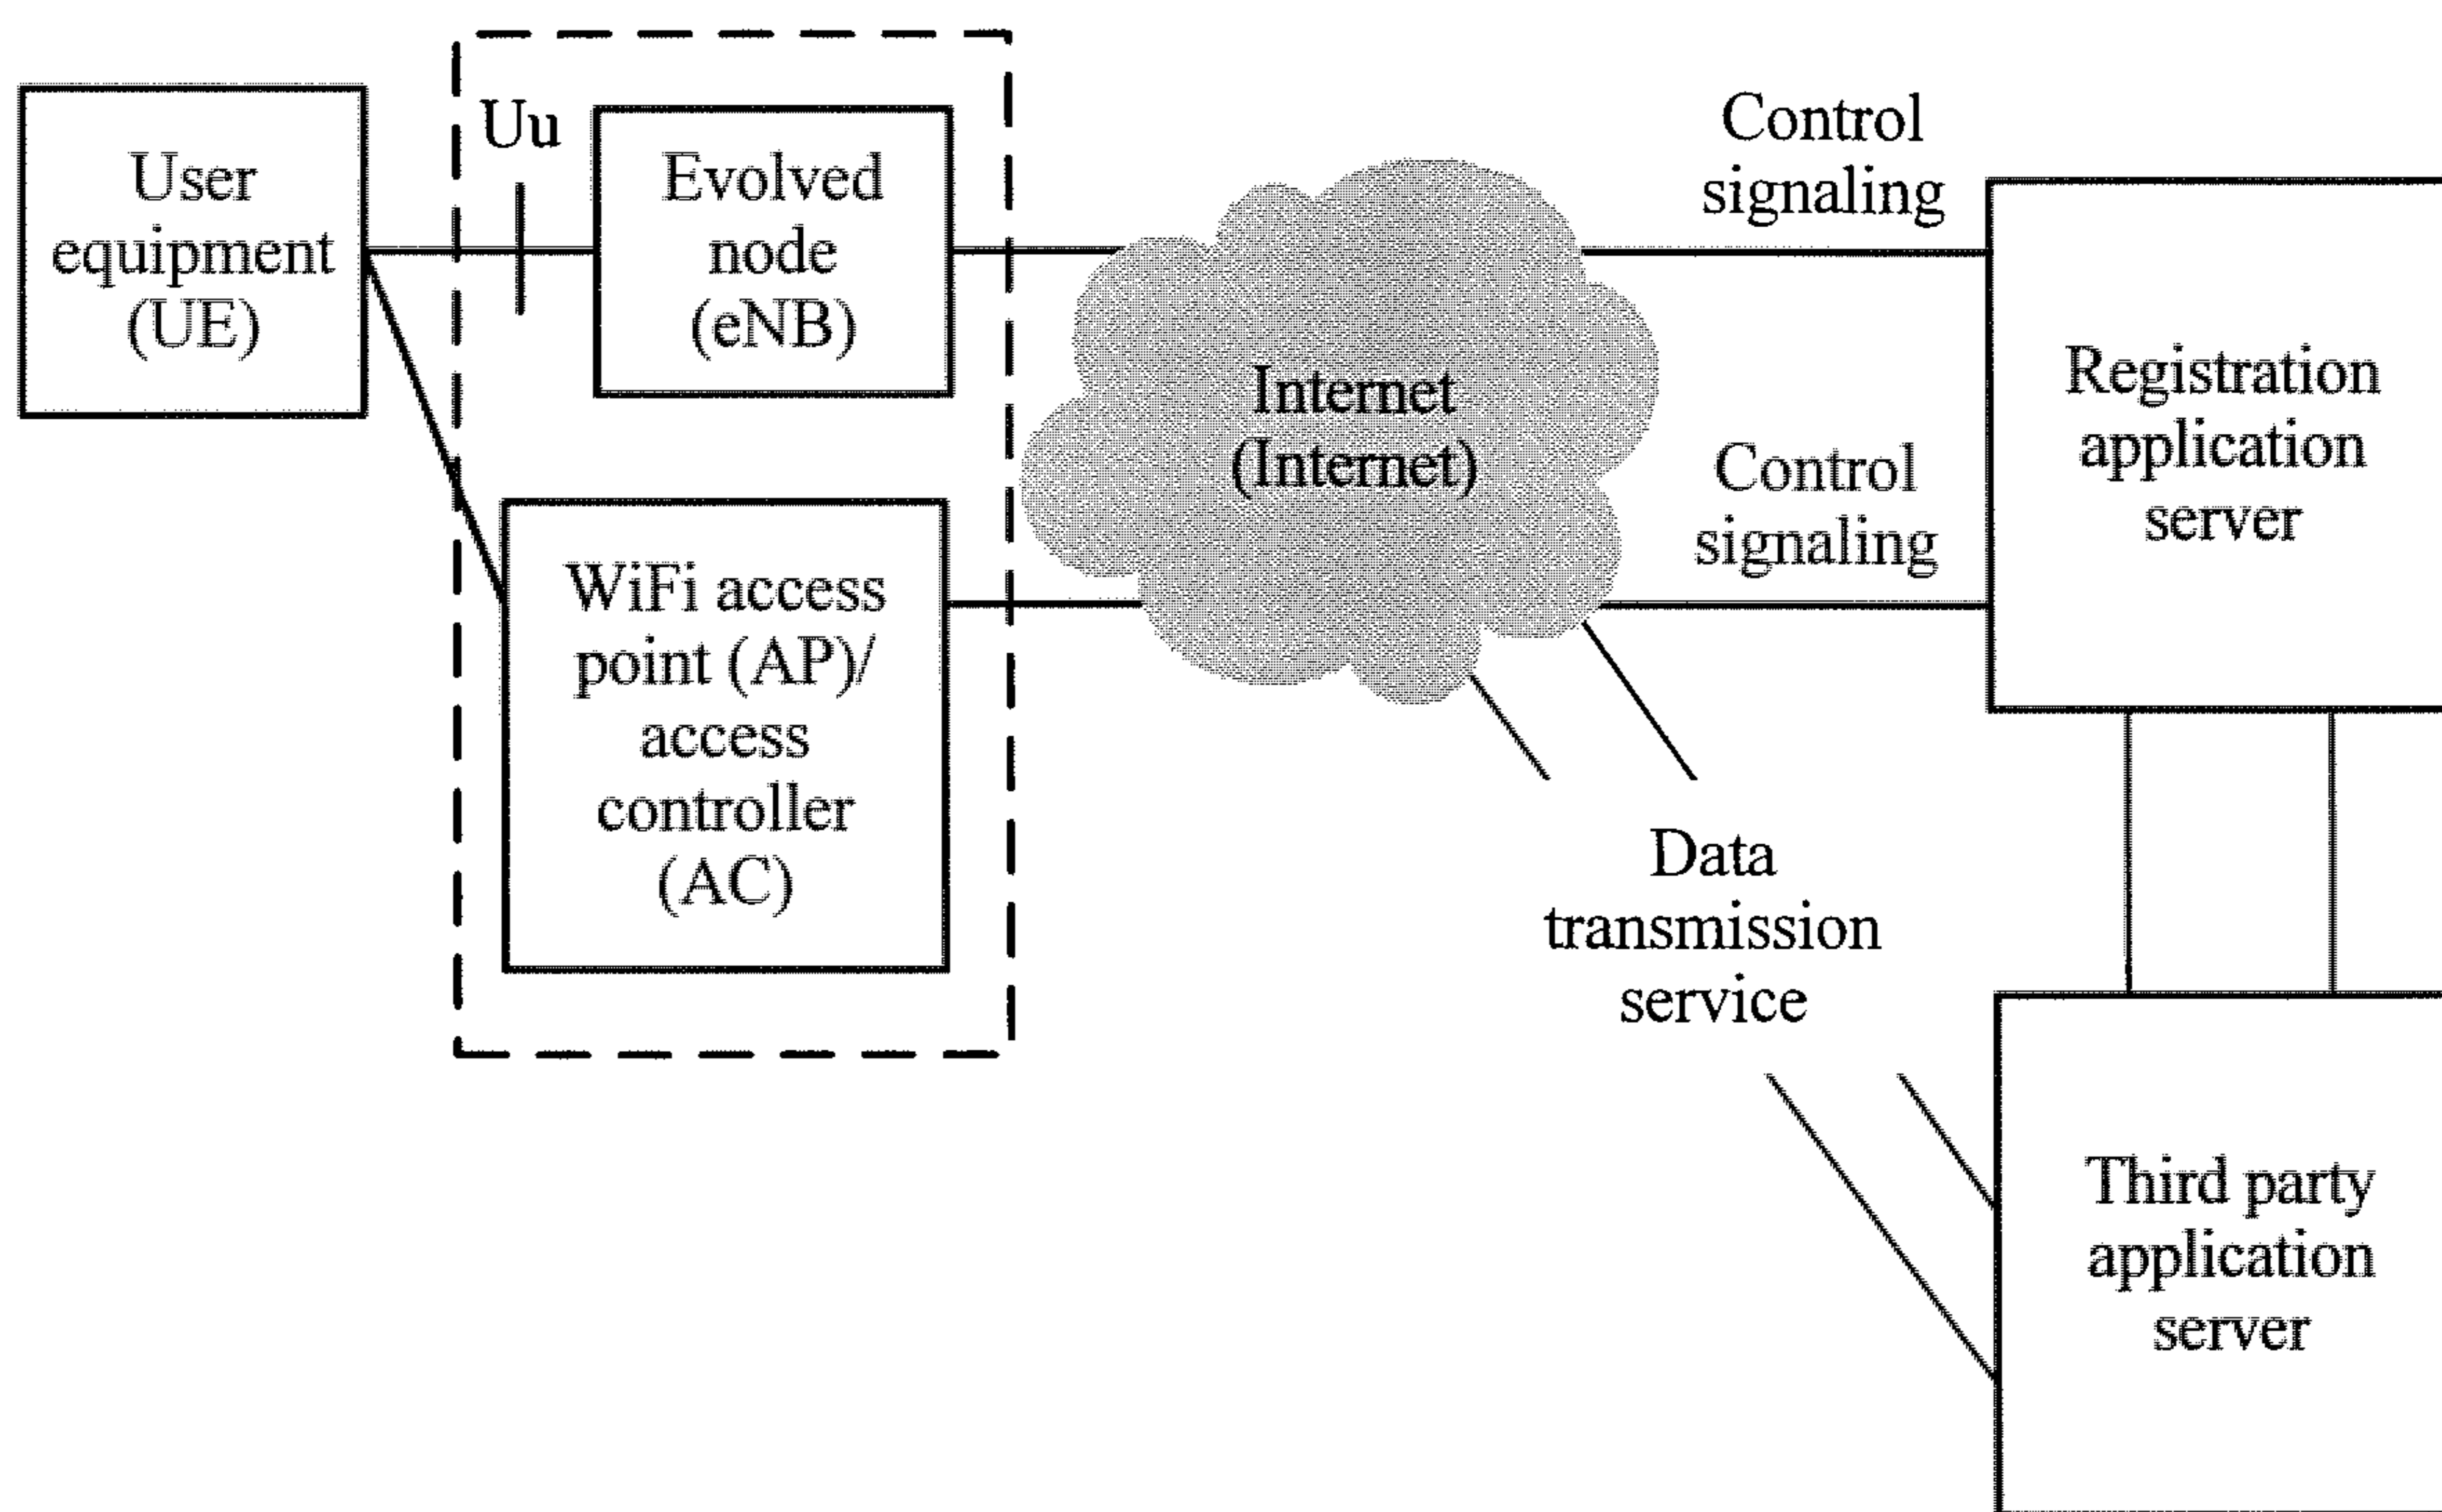 User
equipment
(UE)
Uu
Evolved
node
(eNB)
WiFi access
point (AP)/
access
controller
(AC)
Internet
(Internet)
Control
signaling
Control
signaling
Registration
application
server
Data
transmission
service
Third party
application
server